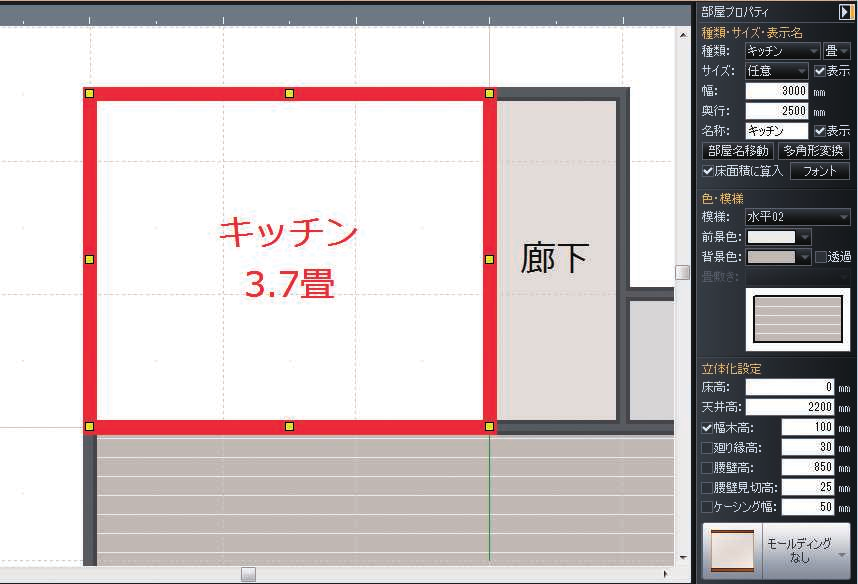 キッチン
3.7畳
廊下
部屋プロパティ
種類・サイズ・表示名
種類: キッチン 畳
サイズ: 任意 表示
幅: 3000 mm
奥行: 2500 mm
名称: キッチン 表示
部屋名移動 多角形変換
床面積に算入 フォント
色・模様
模様: 水平02
前景色:
背景色: 透過
畳敷き:
立体化設定
床高: 0 mm
天井高: 2200 mm
幅木高: 100 mm
廻り縁高: 30 mm
腰壁高: 850 mm
腰壁見切高: 25 mm
ケーシング幅: 50 mm
モールディング
なし